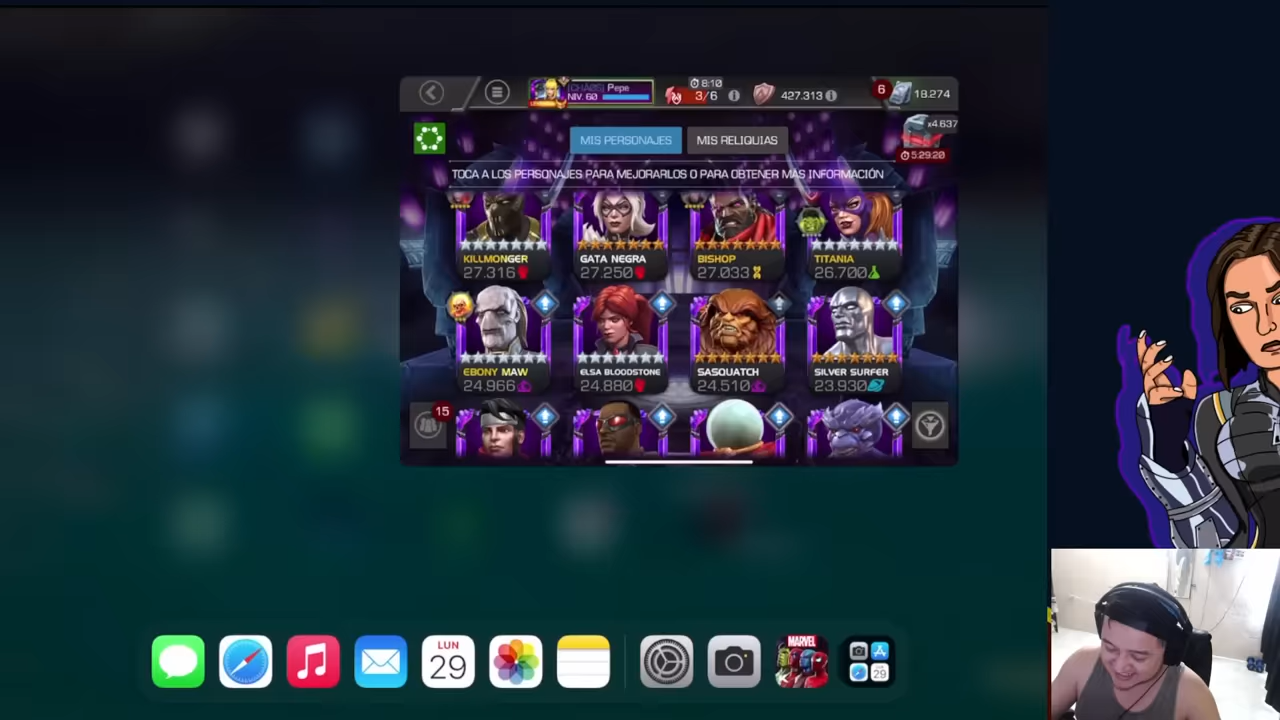 [CHAOS] Pepe
NIV. 60
8:10
3/6
427.313
6
18.274
MIS PERSONAJES
MIS RELIQUIAS
x4.637
5:29:20
TOCA A LOS PERSONAJES PARA MEJORARLOS O PARA OBTENER MÁS INFORMACIÓN
KILLMONGER
27.316
GATA NEGRA
27.250
BISHOP
27.033
TITANIA
26.700
EBONY MAW
24.966
ELSA BLOODSTONE
24.880
SASQUATCH
24.510
SILVER SURFER
23.930
15
LUN
29
MARVEL
29